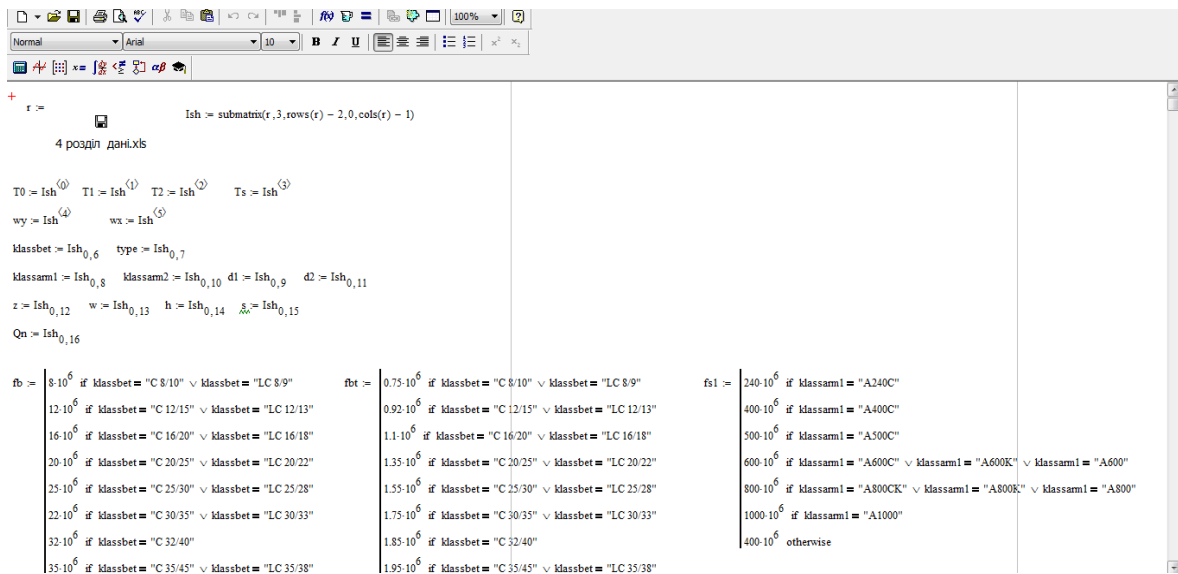 100%
Normal Arial 10 B I U x² x₂
f(x)
x= αβ
r :=
Ish := submatrix(r,3,rows(r) − 2,0,cols(r) − 1)
4 розділ дані.xls
T0 := Ish^⟨0⟩ T1 := Ish^⟨1⟩ T2 := Ish^⟨2⟩ Ts := Ish^⟨3⟩
wy := Ish^⟨4⟩ wx := Ish^⟨5⟩
klassbet := Ish_0,6 type := Ish_0,7
klassarm1 := Ish_0,8 klassarm2 := Ish_0,10 d1 := Ish_0,9 d2 := Ish_0,11
z := Ish_0,12 w := Ish_0,13 h := Ish_0,14 s := Ish_0,15
Qn := Ish_0,16
fb := 8·10^6 if klassbet = "C 8/10" ∨ klassbet = "LC 8/9"
12·10^6 if klassbet = "C 12/15" ∨ klassbet = "LC 12/13"
16·10^6 if klassbet = "C 16/20" ∨ klassbet = "LC 16/18"
20·10^6 if klassbet = "C 20/25" ∨ klassbet = "LC 20/22"
25·10^6 if klassbet = "C 25/30" ∨ klassbet = "LC 25/28"
22·10^6 if klassbet = "C 30/35" ∨ klassbet = "LC 30/33"
32·10^6 if klassbet = "C 32/40"
35·10^6 if klassbet = "C 35/45" ∨ klassbet = "LC 35/38"
fbt := 0.75·10^6 if klassbet = "C 8/10" ∨ klassbet = "LC 8/9"
0.92·10^6 if klassbet = "C 12/15" ∨ klassbet = "LC 12/13"
1.1·10^6 if klassbet = "C 16/20" ∨ klassbet = "LC 16/18"
1.35·10^6 if klassbet = "C 20/25" ∨ klassbet = "LC 20/22"
1.55·10^6 if klassbet = "C 25/30" ∨ klassbet = "LC 25/28"
1.75·10^6 if klassbet = "C 30/35" ∨ klassbet = "LC 30/33"
1.85·10^6 if klassbet = "C 32/40"
1.95·10^6 if klassbet = "C 35/45" ∨ klassbet = "LC 35/38"
fs1 := 240·10^6 if klassarm1 = "A240C"
400·10^6 if klassarm1 = "A400C"
500·10^6 if klassarm1 = "A500C"
600·10^6 if klassarm1 = "A600C" ∨ klassarm1 = "A600K" ∨ klassarm1 = "A600"
800·10^6 if klassarm1 = "A800CK" ∨ klassarm1 = "A800K" ∨ klassarm1 = "A800"
1000·10^6 if klassarm1 = "A1000"
400·10^6 otherwise